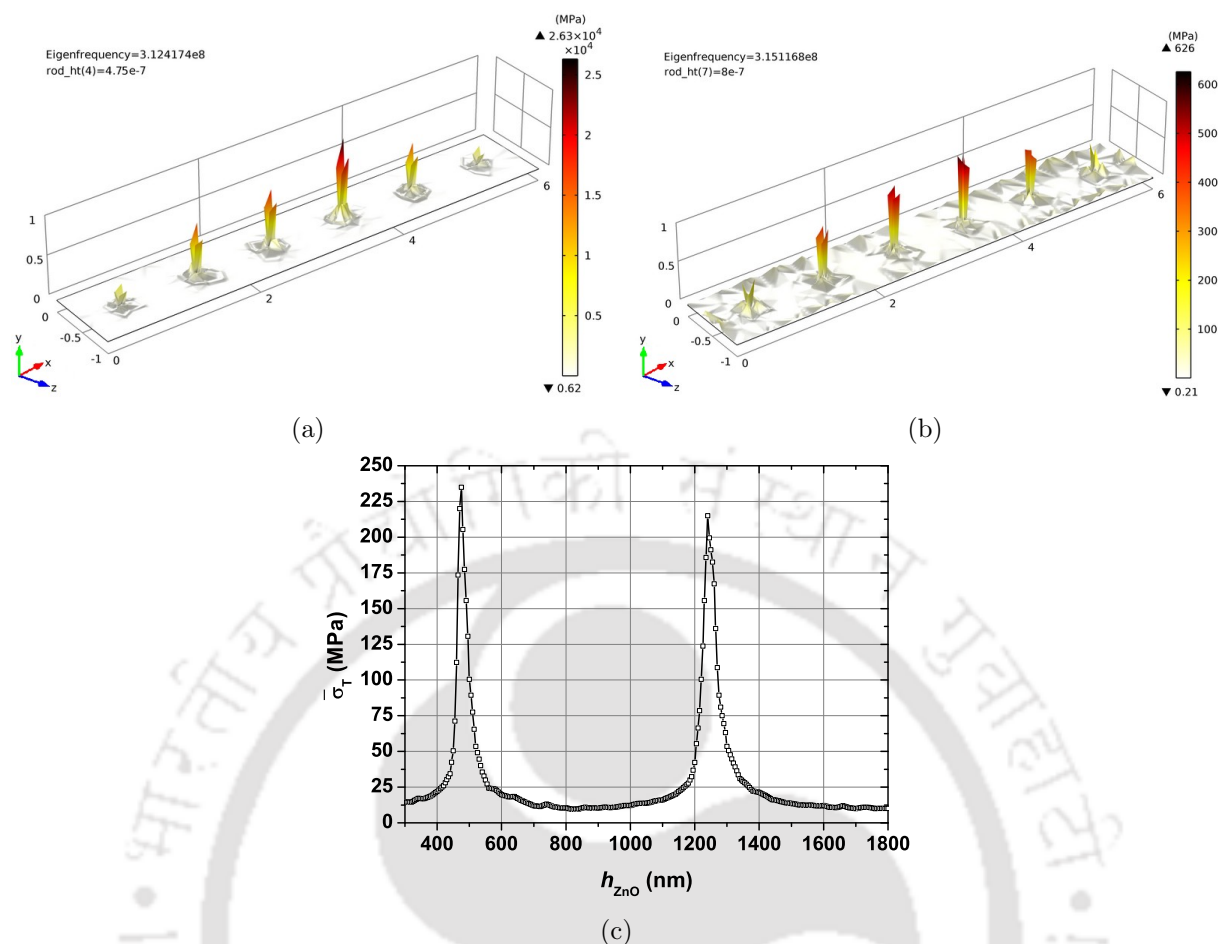 (MPa)
▲ 2.63×10⁴
×10⁴
Eigenfrequency=3.124174e8
rod_ht(4)=4.75e-7
2.5
2
1.5
1
0.5
▼ 0.62
1
0.5
0
0
-0.5
-1
0
2
4
6
y
x
z
(a)
(MPa)
▲ 626
Eigenfrequency=3.151168e8
rod_ht(7)=8e-7
600
500
400
300
200
100
▼ 0.21
1
0.5
0
0
-0.5
-1
0
2
4
6
y
x
z
(b)
250
225
200
175
150
125
100
75
50
25
0
σ̄_T (MPa)
400 600 800 1000 1200 1400 1600 1800
h_ZnO (nm)
(c)